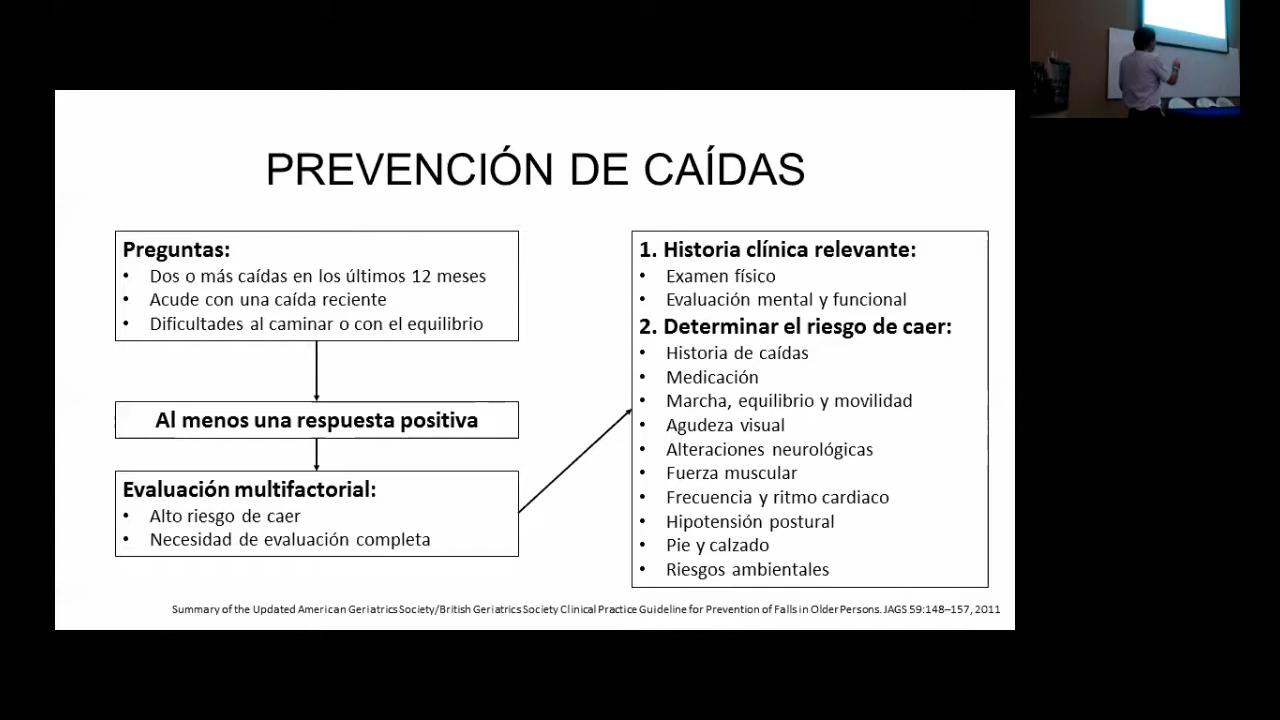 PREVENCIÓN DE CAÍDAS
Preguntas:
• Dos o más caídas en los últimos 12 meses
• Acude con una caída reciente
• Dificultades al caminar o con el equilibrio
Al menos una respuesta positiva
Evaluación multifactorial:
• Alto riesgo de caer
• Necesidad de evaluación completa
1. Historia clínica relevante:
• Examen físico
• Evaluación mental y funcional
2. Determinar el riesgo de caer:
• Historia de caídas
• Medicación
• Marcha, equilibrio y movilidad
• Agudeza visual
• Alteraciones neurológicas
• Fuerza muscular
• Frecuencia y ritmo cardiaco
• Hipotensión postural
• Pie y calzado
• Riesgos ambientales
Summary of the Updated American Geriatrics Society/British Geriatrics Society Clinical Practice Guideline for Prevention of Falls in Older Persons. JAGS 59:148–157, 2011